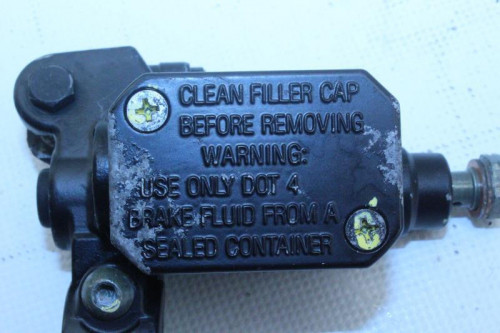 CLEAN FILLER CAP
BEFORE REMOVING
WARNING:
USE ONLY DOT 4
BRAKE FLUID FROM A
SEALED CONTAINER